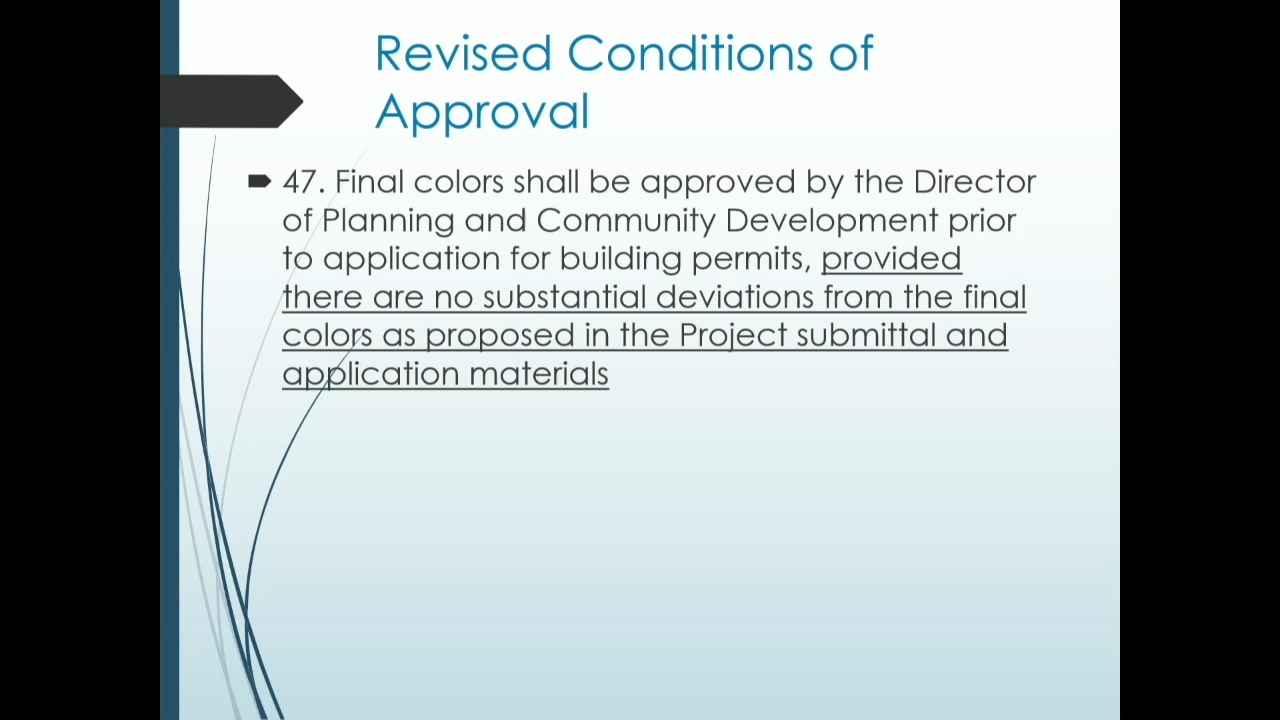 Revised Conditions of
Approval
47. Final colors shall be approved by the Director
of Planning and Community Development prior
to application for building permits, provided
there are no substantial deviations from the final
colors as proposed in the Project submittal and
application materials